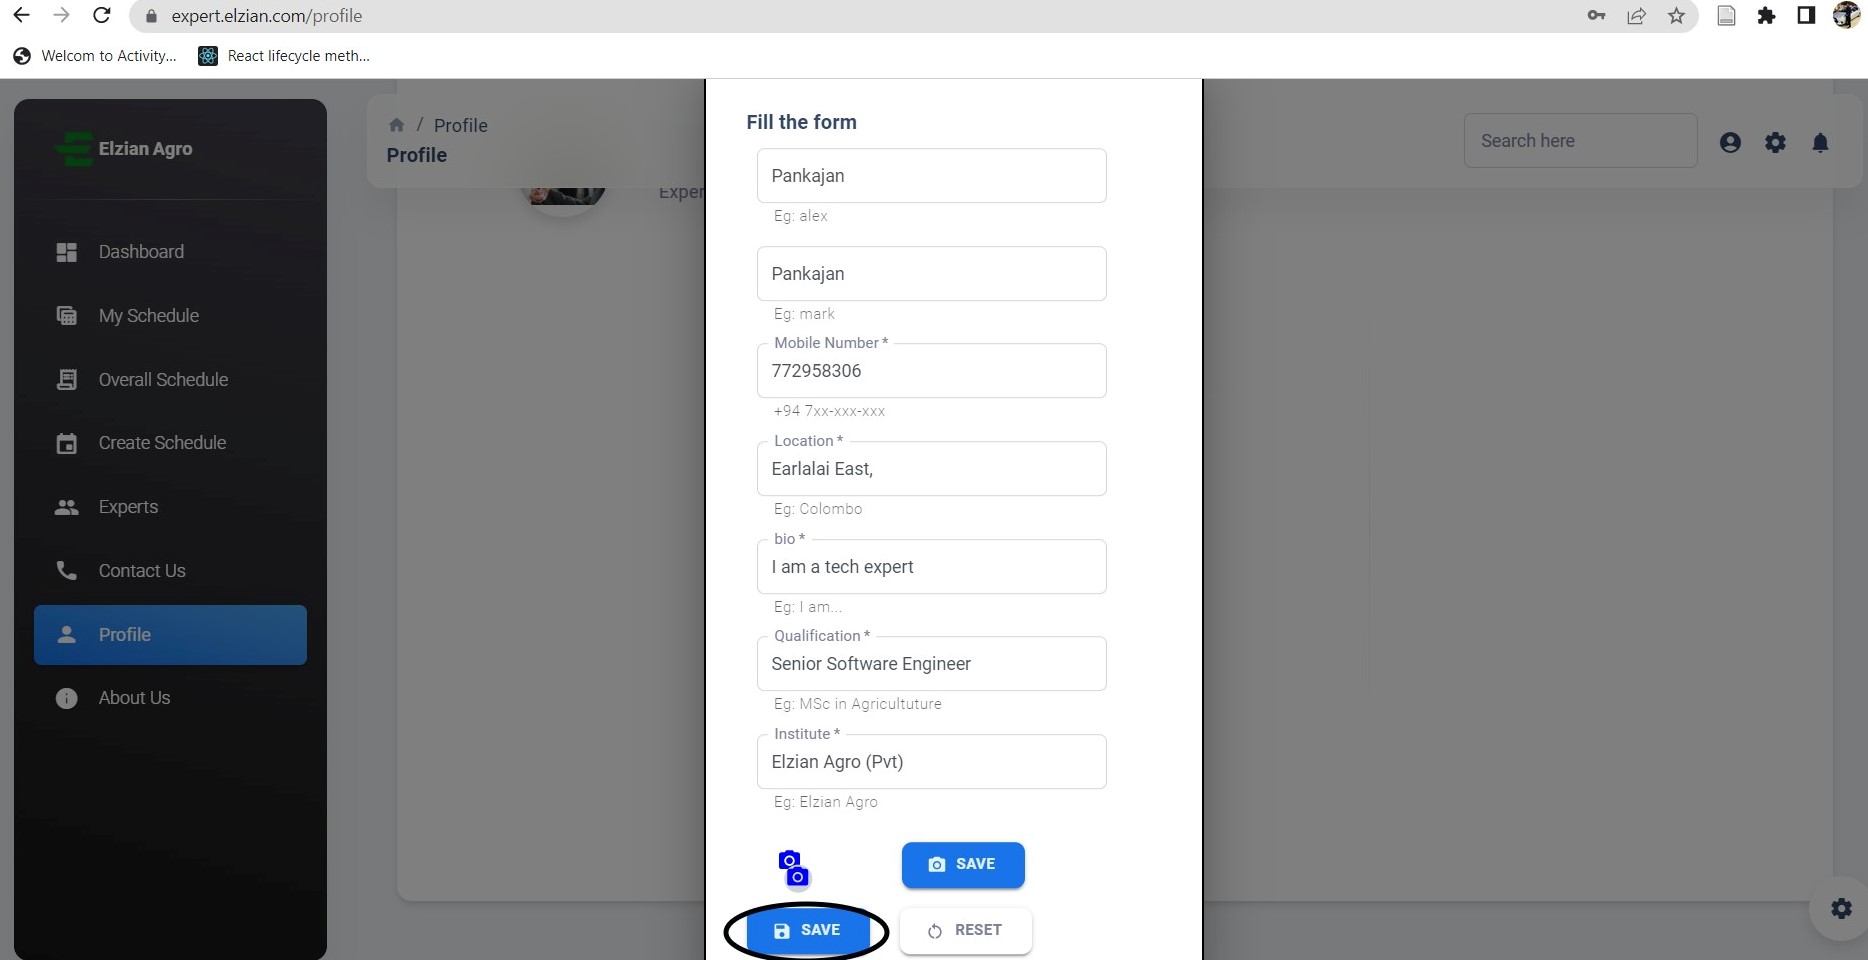 expert.elzian.com/profile
Welcom to Activity...
React lifecycle meth...
Elzian Agro
Dashboard
My Schedule
Overall Schedule
Create Schedule
Experts
Contact Us
Profile
About Us
/ Profile
Profile
Exper
Search here
Fill the form
Pankajan
Eg: alex
Pankajan
Eg: mark
Mobile Number *
772958306
+94 7xx-xxx-xxx
Location *
Earlalai East,
Eg: Colombo
bio *
I am a tech expert
Eg: I am...
Qualification *
Senior Software Engineer
Eg: MSc in Agricultuture
Institute *
Elzian Agro (Pvt)
Eg: Elzian Agro
SAVE
SAVE
RESET